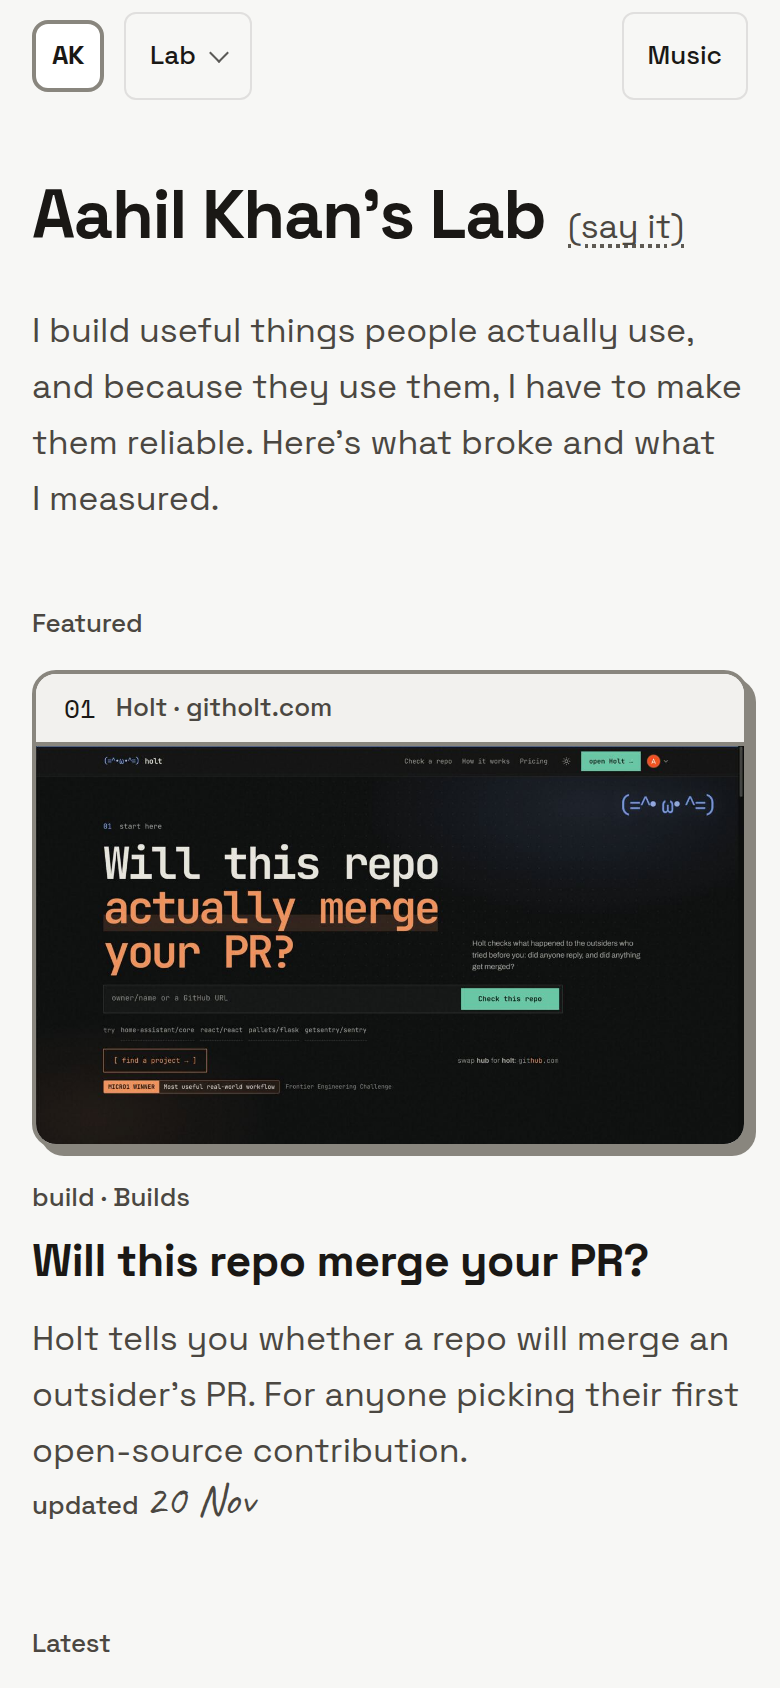 AK
Lab
Music
Aahil Khan’s Lab (say it)
I build useful things people actually use,
and because they use them, I have to make
them reliable. Here’s what broke and what
I measured.
Featured
01 Holt · githolt.com
(=^•ω•^=) holt
Check a repo How it works Pricing open Holt → A
(=^• ω• ^=)
01 start here
Will this repo
actually merge
your PR?
Holt checks what happened to the outsiders who
tried before you: did anyone reply, and did anything
get merged?
owner/name or a GitHub URL
Check this repo
try home-assistant/core react/react pallets/flask getsentry/sentry
[ find a project → ]
swap hub for holt: github.com
MICRO1 WINNER Most useful real-world workflow Frontier Engineering Challenge
build · Builds
Will this repo merge your PR?
Holt tells you whether a repo will merge an
outsider’s PR. For anyone picking their first
open-source contribution.
updated 20 Nov
Latest